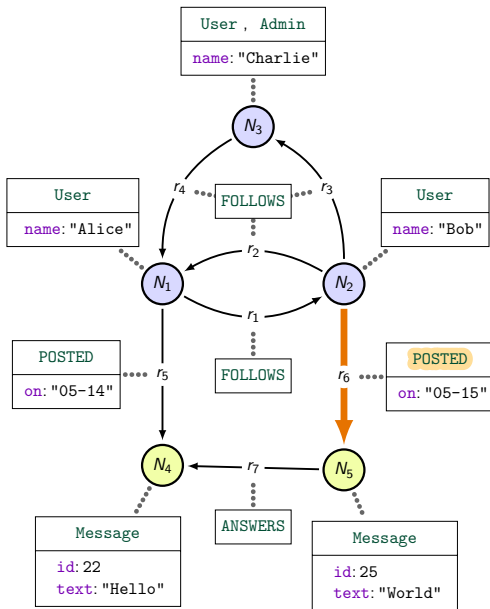 User , Admin
name: "Charlie"
N3
r4
r3
FOLLOWS
User
name: "Alice"
User
name: "Bob"
r2
N1
N2
r1
POSTED
on: "05-14"
r5
FOLLOWS
r6
POSTED
on: "05-15"
N4
r7
N5
ANSWERS
Message
id: 22
text: "Hello"
Message
id: 25
text: "World"